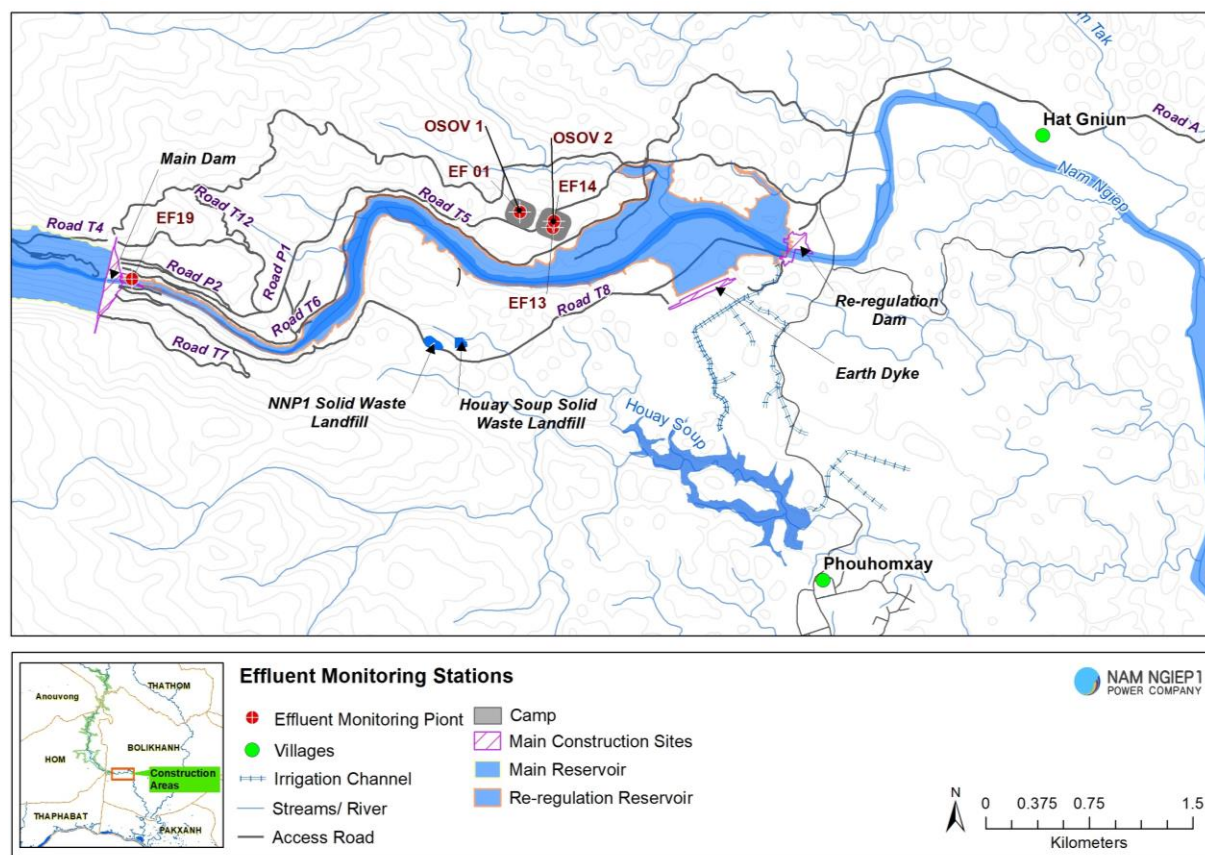 m Tak
OSOV 1
OSOV 2
Hat Gniun
Road A
Main Dam
EF 01
EF14
Nam Ngiep
Road T12
Road T5
Road T4
EF19
Road P1
Road P2
Road T6
EF13
Road T8
Re-regulation
Dam
Road T7
Earth Dyke
NNP1 Solid Waste
Landfill
Houay Soup Solid
Waste Landfill
Houay Soup
Phouhomxay
Anouvong
THATHOM
HOM
BOLIKHANH
Construction
Areas
THAPHABAT
PAKXANH
Effluent Monitoring Stations
Effluent Monitoring Piont
Villages
Irrigation Channel
Streams/ River
Access Road
Camp
Main Construction Sites
Main Reservoir
Re-regulation Reservoir
NAM NGIEP1
POWER COMPANY
N
0 0.375 0.75 1.5
Kilometers